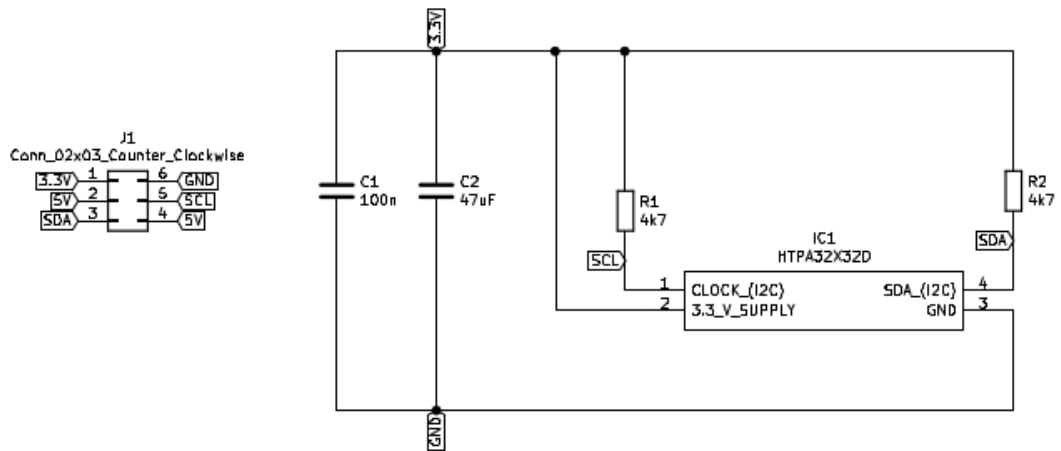 3.3V
J1
Conn_02x03_Counter_Clockwise
3.3V 1 6 GND
5V 2 5 SCL
SDA 3 4 5V
C1
100n
C2
47uF
R1
4k7
R2
4k7
SCL
SDA
IC1
HTPA32X32D
1 CLOCK_(I2C) SDA_(I2C) 4
2 3.3_V_SUPPLY GND 3
GND